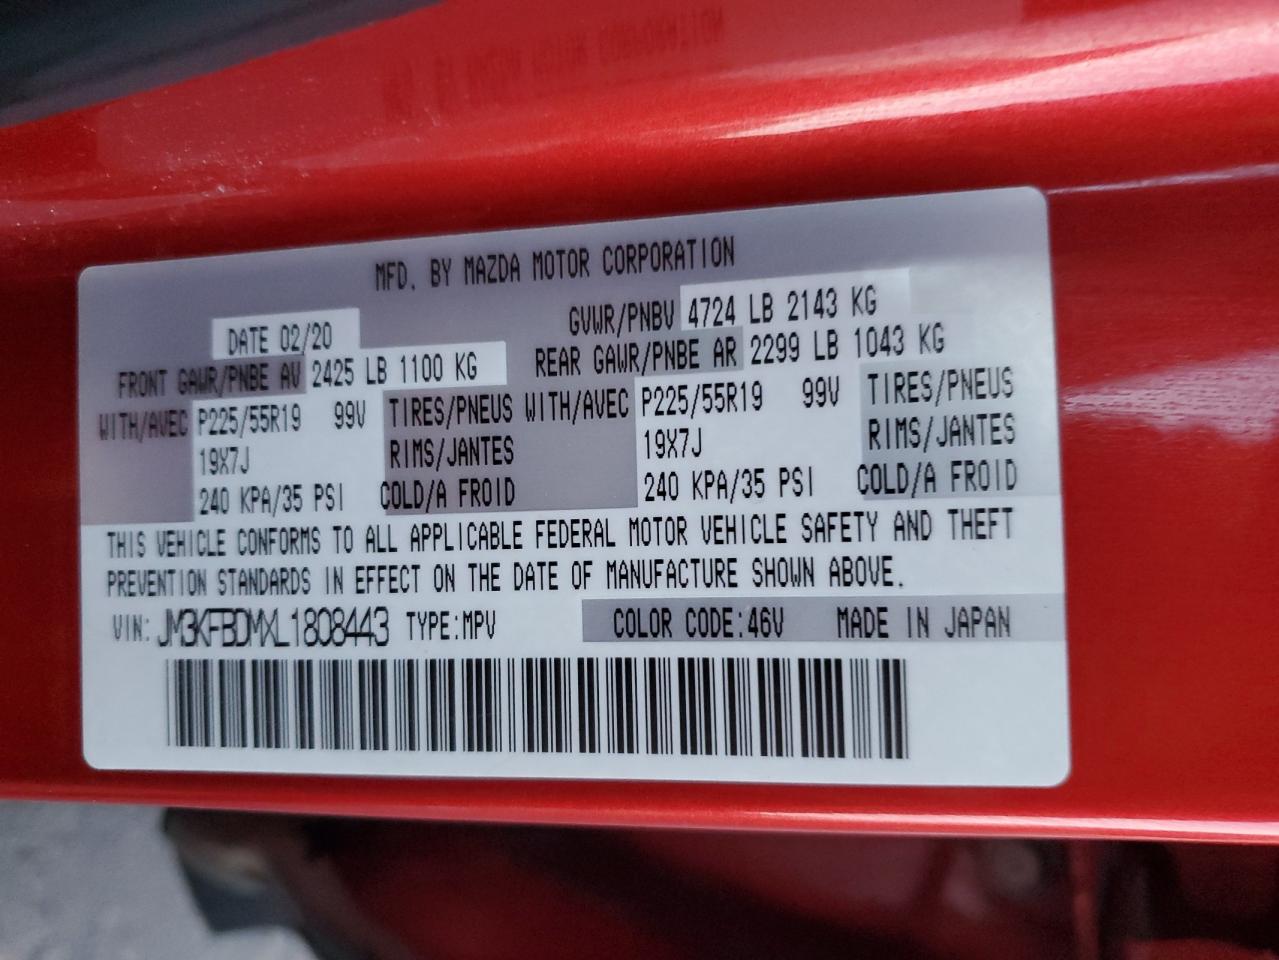 MFD. BY MAZDA MOTOR CORPORATION
DATE 02/20 GVWR/PNBV 4724 LB 2143 KG
FRONT GAWR/PNBE AV 2425 LB 1100 KG REAR GAWR/PNBE AR 2299 LB 1043 KG
WITH/AVEC P225/55R19 99V TIRES/PNEUS WITH/AVEC P225/55R19 99V TIRES/PNEUS
19X7J RIMS/JANTES 19X7J RIMS/JANTES
240 KPA/35 PSI COLD/A FROID 240 KPA/35 PSI COLD/A FROID
THIS VEHICLE CONFORMS TO ALL APPLICABLE FEDERAL MOTOR VEHICLE SAFETY AND THEFT
PREVENTION STANDARDS IN EFFECT ON THE DATE OF MANUFACTURE SHOWN ABOVE.
VIN: JM3KFBDMXL1808443 TYPE:MPV COLOR CODE:46V MADE IN JAPAN